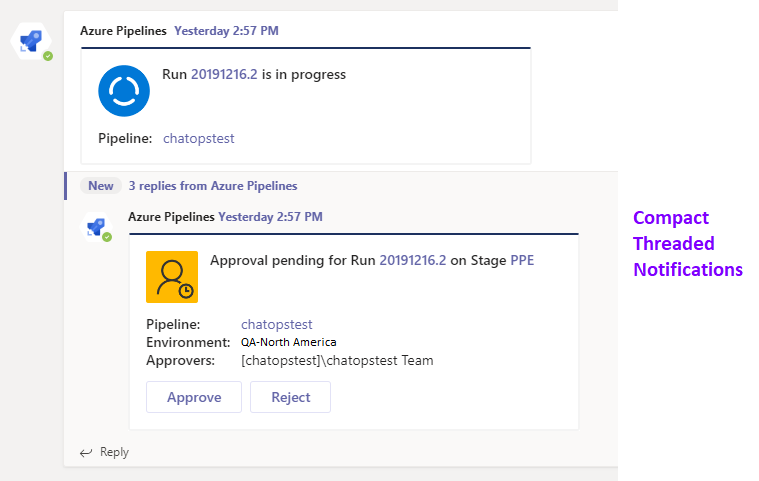 Azure Pipelines Yesterday 2:57 PM
Run 20191216.2 is in progress
Pipeline: chatopstest
New 3 replies from Azure Pipelines
Azure Pipelines Yesterday 2:57 PM
Approval pending for Run 20191216.2 on Stage PPE
Pipeline: chatopstest
Environment: QA-North America
Approvers: [chatopstest]\chatopstest Team
Approve Reject
Reply
Compact
Threaded
Notifications